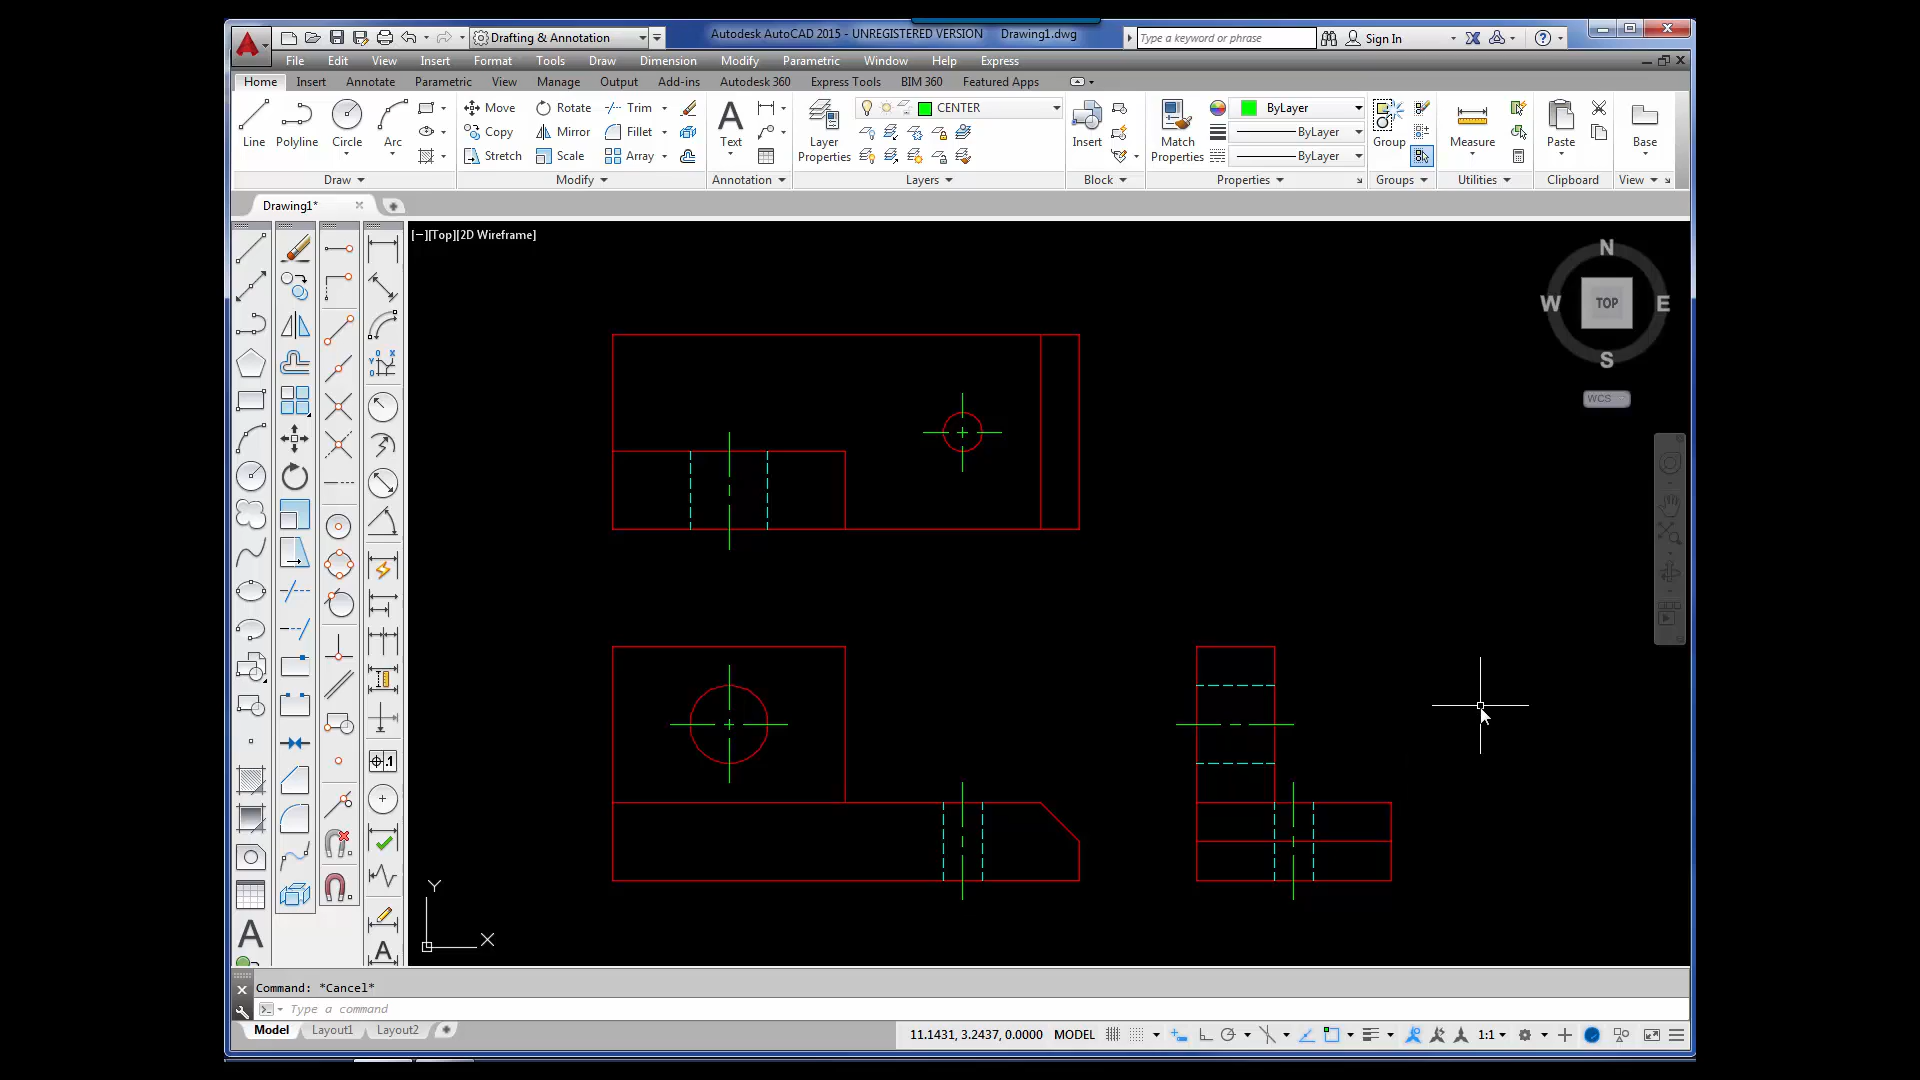 Drafting & Annotation
Autodesk AutoCAD 2015 - UNREGISTERED VERSION Drawing1.dwg
Type a keyword or phrase
Sign In
File Edit View Insert Format Tools Draw Dimension Modify Parametric Window Help Express
Home Insert Annotate Parametric View Manage Output Add-ins Autodesk 360 Express Tools BIM 360 Featured Apps
Line Polyline Circle Arc
Move Rotate Trim
Copy Mirror Fillet
Stretch Scale Array
Text
Layer Properties
CENTER
Insert
Match Properties
ByLayer
ByLayer
ByLayer
Group
Measure
Paste
Base
Draw Modify Annotation Layers Block Properties Groups Utilities Clipboard View
Drawing1*
[−][Top][2D Wireframe]
N
W TOP E
S
WCS
Y
X
A
A
Command: *Cancel*
Type a command
Model Layout1 Layout2
11.1431, 3.2437, 0.0000 MODEL 1:1